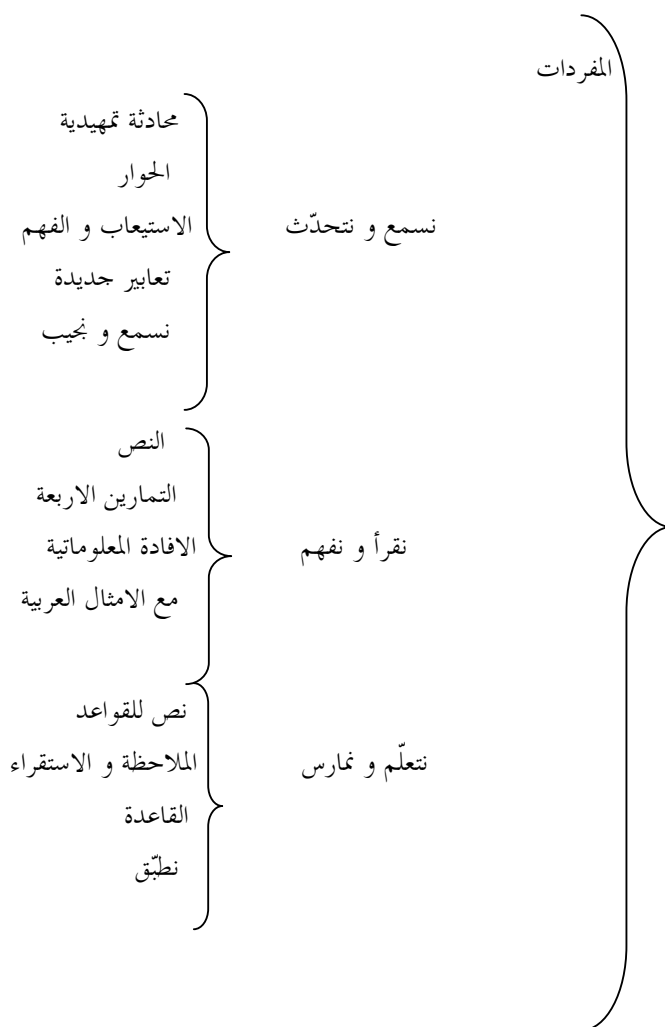 المفردات
نسمع و نتحدّث
محادثة تمهيدية
الحوار
الاستيعاب و الفهم
تعابير جديدة
نسمع و نجيب
نقرأ و نفهم
النص
التمارين الاربعة
الافادة المعلوماتية
مع الامثال العربية
نتعلّم و نمارس
نص للقواعد
الملاحظة و الاستقراء
القاعدة
نطبّق